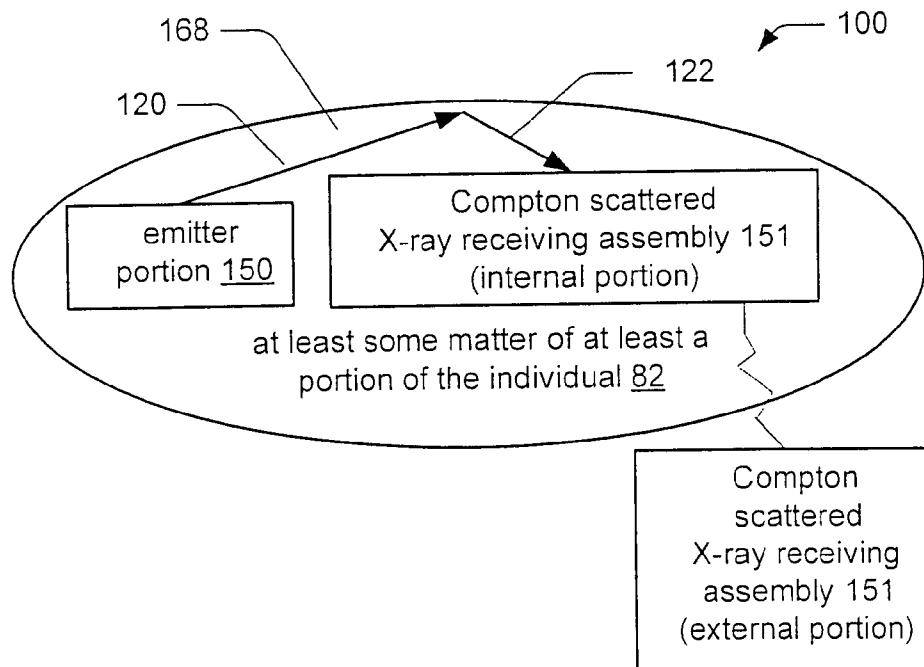 100
168
122
120
emitter
portion 150
Compton scattered
X-ray receiving assembly 151
(internal portion)
at least some matter of at least a
portion of the individual 82
Compton
scattered
X-ray receiving
assembly 151
(external portion)